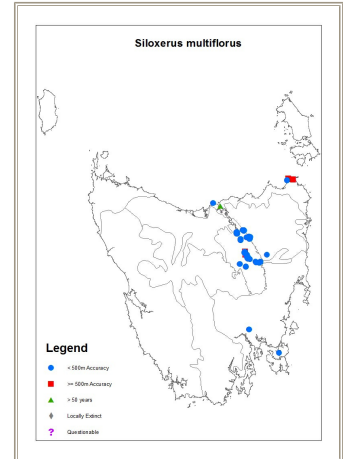 Siloxerus multiflorus
Legend
< 500m Accuracy
>= 500m Accuracy
> 50 years
Locally Extinct
? Questionable